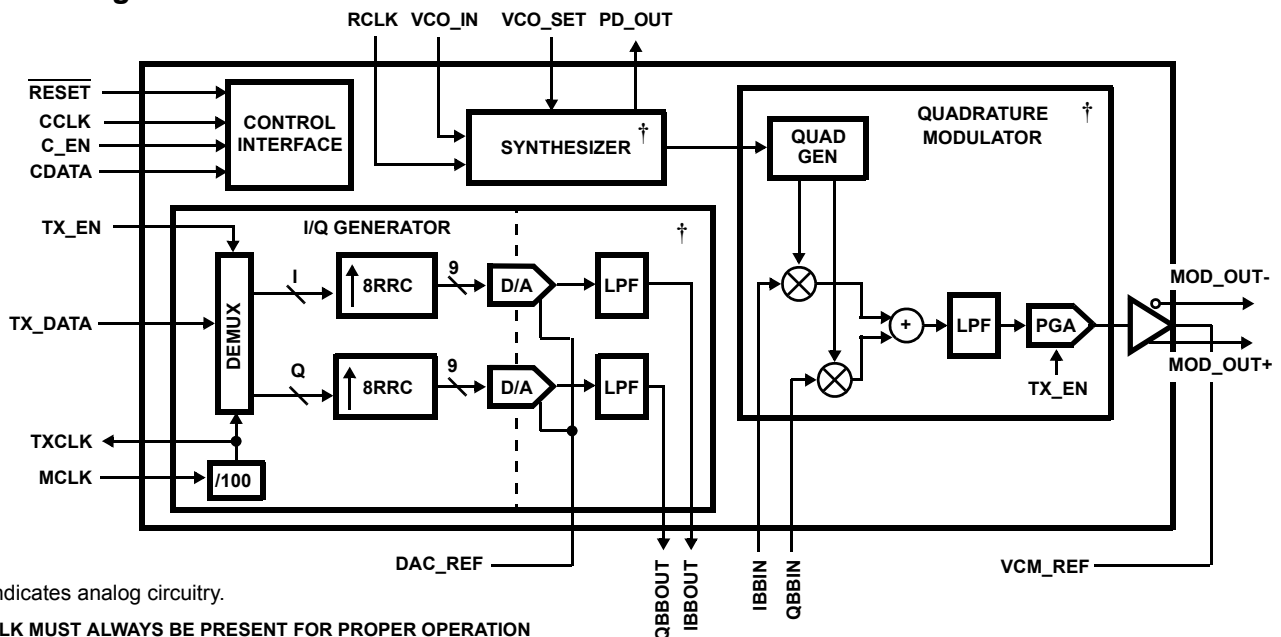 RCLK VCO_IN VCO_SET PD_OUT
RESET
CCLK
C_EN
CDATA
CONTROL
INTERFACE
SYNTHESIZER †
QUAD
GEN
QUADRATURE
MODULATOR
†
TX_EN
I/Q GENERATOR
†
TX_DATA
DEMUX
I
8RRC
9
D/A
LPF
Q
8RRC
9
D/A
LPF
+
LPF
PGA
TX_EN
MOD_OUT-
MOD_OUT+
TXCLK
MCLK
/100
DAC_REF
QBBOUT
IBBOUT
IBBIN
QBBIN
VCM_REF
indicates analog circuitry.
MUST ALWAYS BE PRESENT FOR PROPER OPERATION